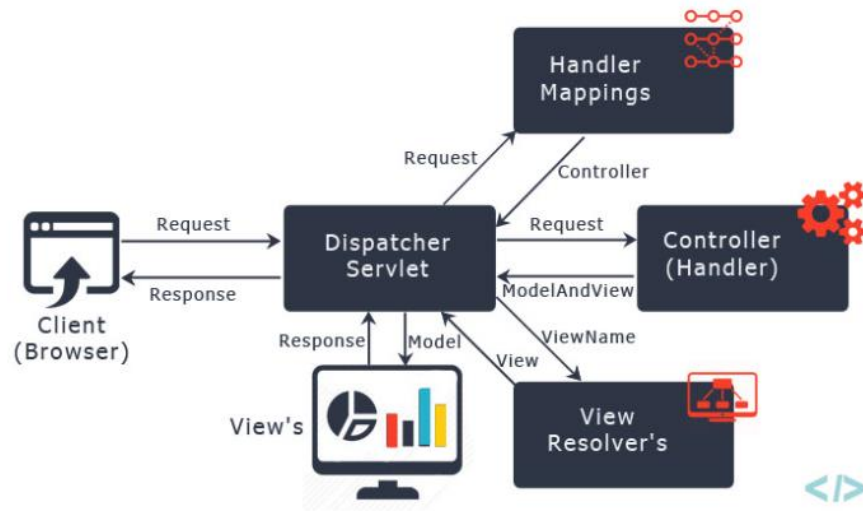 Handler
Mappings
Request
Controller
Request
Dispatcher
Servlet
Request
Controller
(Handler)
Response
ModelAndView
Client
(Browser)
Response
Model
ViewName
View
View's
View
Resolver's
</>